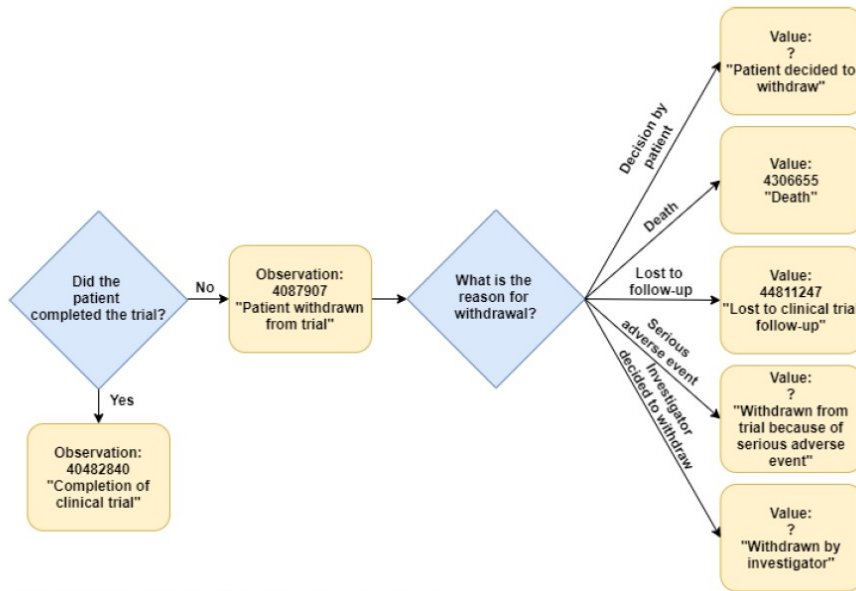 Did the
patient
completed the trial?
No
Yes
Observation:
40482840
"Completion of
clinical trial"
Observation:
4087907
"Patient withdrawn
from trial"
What is the
reason for
withdrawal?
Decision by
patient
Death
Lost to
follow-up
Serious
adverse event
Investigator
decided to withdraw
Value:
?
"Patient decided to
withdraw"
Value:
4306655
"Death"
Value:
44811247
"Lost to clinical trial
follow-up"
Value:
?
"Withdrawn from
trial because of
serious adverse
event"
Value:
?
"Withdrawn by
investigator"